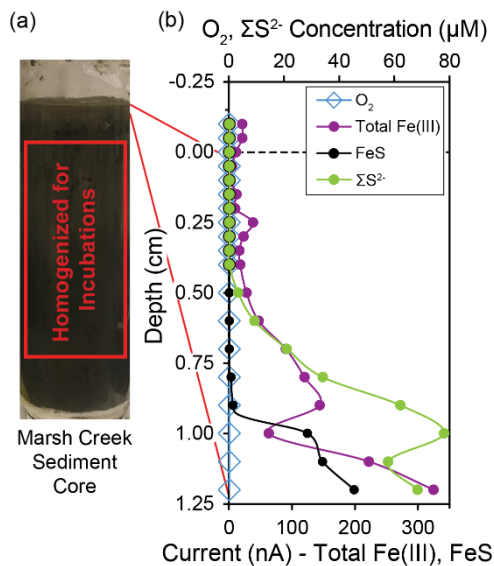 (a)
Homogenized for
Incubations
Marsh Creek
Sediment
Core
(b)
O₂, ΣS²⁻ Concentration (µM)
0 20 40 60 80
Depth (cm)
-0.25
0.00
0.25
0.50
0.75
1.00
1.25
O₂
Total Fe(III)
FeS
ΣS²⁻
0 100 200 300
Current (nA) - Total Fe(III), FeS